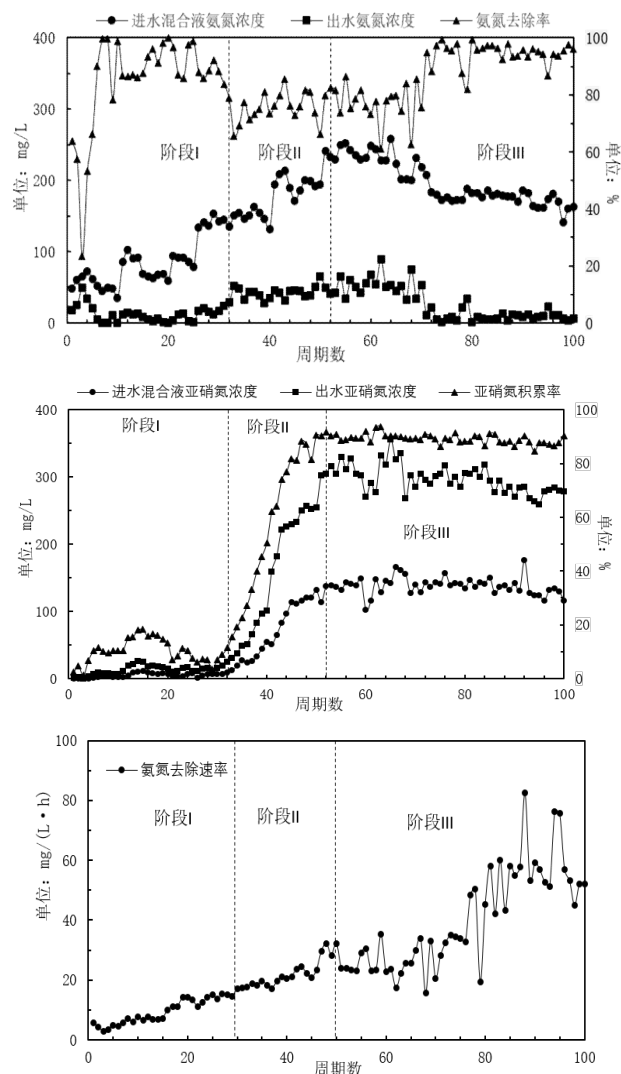 进水混合液氨氮浓度 出水氨氮浓度 氨氮去除率
400 100
300 80
阶段I
阶段II 阶段III
200 60
40
100
20
0 0
0 20 40 60 80 100
周期数
单位：mg/L
单位：%
进水混合液亚硝氮浓度 出水亚硝氮浓度 亚硝氮积累率
400 100
阶段I 阶段II
300 80
60
200
阶段III
40
100
20
0 0
0 20 40 60 80 100
周期数
单位：mg/L
单位：%
100
氨氮去除速率
80
阶段I 阶段II 阶段III
60
40
20
0
0 20 40 60 80 100
周期数
单位：mg/(L·h)